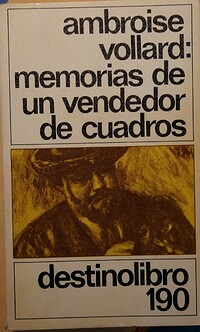 ambroise
vollard:
memorias de
un vendedor
de cuadros
destinolibro
190